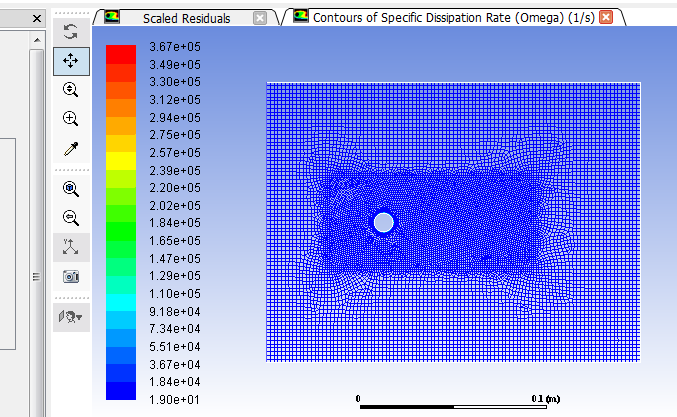 Scaled Residuals
Contours of Specific Dissipation Rate (Omega) (1/s)
3.67e+05
3.49e+05
3.30e+05
3.12e+05
2.94e+05
2.75e+05
2.57e+05
2.39e+05
2.20e+05
2.02e+05
1.84e+05
1.65e+05
1.47e+05
1.29e+05
1.10e+05
9.18e+04
7.34e+04
5.51e+04
3.67e+04
1.84e+04
1.90e+01
0 0.1 (m)